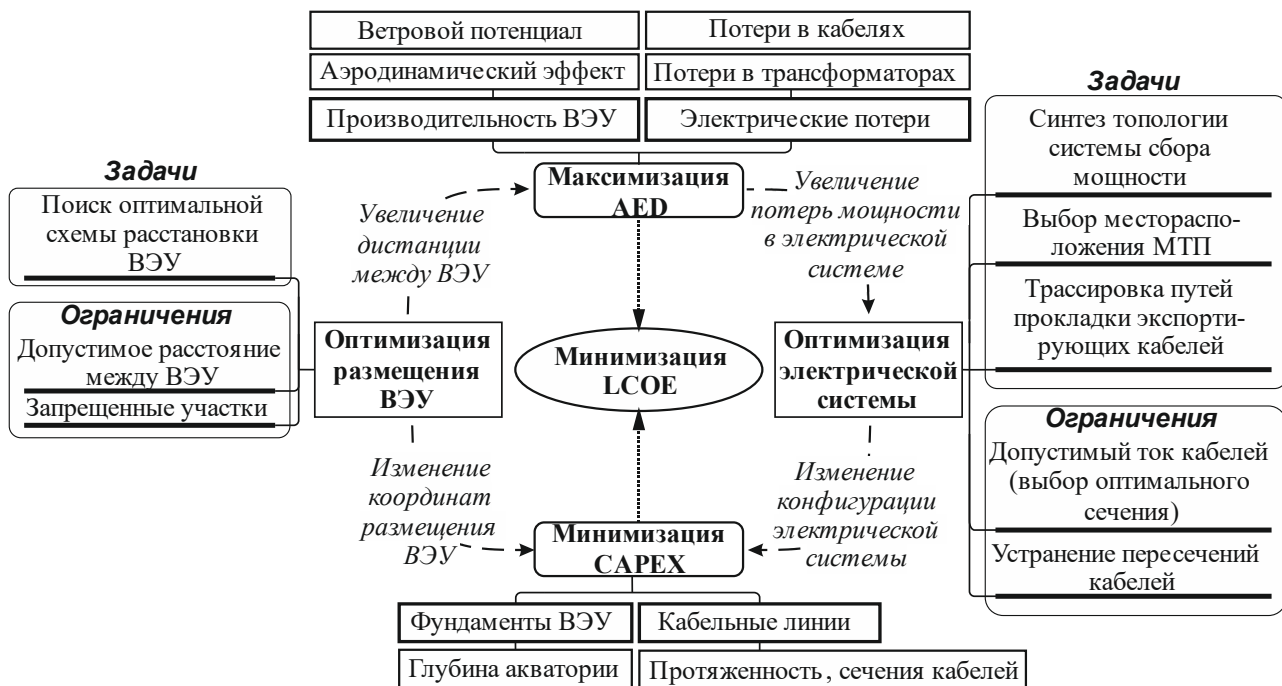 Ветровой потенциал
Потери в кабелях
Аэродинамический эффект
Потери в трансформаторах
Производительность ВЭУ
Электрические потери
Задачи
Поиск оптимальной
схемы расстановки
ВЭУ
Ограничения
Допустимое расстояние
между ВЭУ
Запрещенные участки
Увеличение
дистанции
между ВЭУ
Оптимизация
размещения
ВЭУ
Изменение
координат
размещения
ВЭУ
Максимизация
AED
Минимизация
LCOE
Минимизация
CAPEX
Увеличение
потерь мощности
в электрической
системе
Оптимизация
электрической
системы
Изменение
конфигурации
электрической
системы
Задачи
Синтез топологии
системы сбора
мощности
Выбор месторaспо-
ложения МТП
Трассировка путей
прокладки экспорти-
рующих кабелей
Ограничения
Допустимый ток кабелей
(выбор оптимального
сечения)
Устранение пересечений
кабелей
Фундаменты ВЭУ
Кабельные линии
Глубина акватории
Протяженность, сечения кабелей